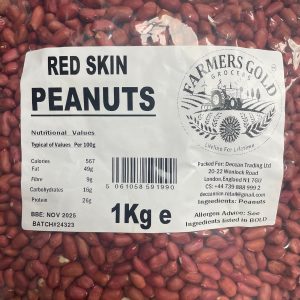 RED SKIN
PEANUTS
FARMERS GOLD
GROCERS
Nutritional Values
Typical of Values Per 100g
Calories 567
Fat 49g
Fibre 9g
Carbohydrates 16g
Protein 26g
BBE: NOV 2025
BATCH#24323
5 061058 591990
1Kg e
Packed For: Deccan Trading Ltd
20-22 Wenlock Road
London, England N1 7GU
CS: +44 739 888 999 2
Ingredients: Peanuts
Allergen Advice: See
Ingredients listed in BOLD